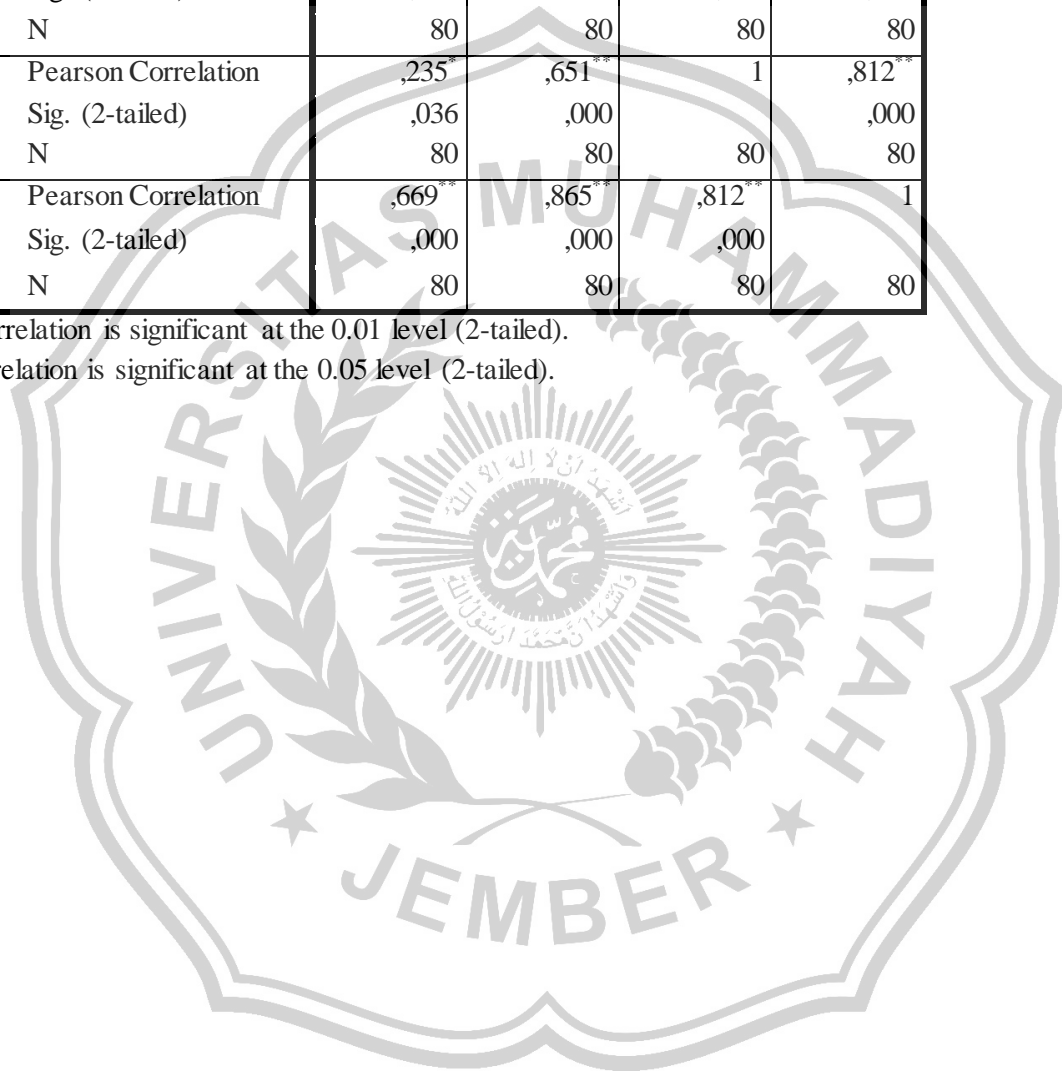 N 80 80 80 80
Pearson Correlation ,235* ,651** 1 ,812**
Sig. (2-tailed) ,036 ,000 ,000
N 80 80 80 80
Pearson Correlation ,669** ,865** ,812** 1
Sig. (2-tailed) ,000 ,000 ,000
N 80 80 80 80
rrelation is significant at the 0.01 level (2-tailed).
relation is significant at the 0.05 level (2-tailed).
UNIVERSITAS MUHAMMADIYAH
JEMBER